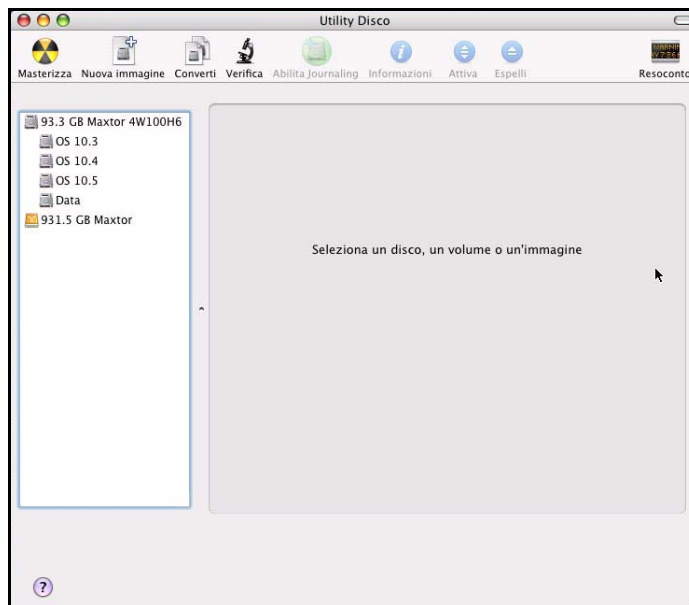 Utility Disco
Masterizza Nuova immagine Converti Verifica Abilita Journaling Informazioni Attiva Espelli Resoconto
93.3 GB Maxtor 4W100H6
OS 10.3
OS 10.4
OS 10.5
Data
931.5 GB Maxtor
Seleziona un disco, un volume o un'immagine
?